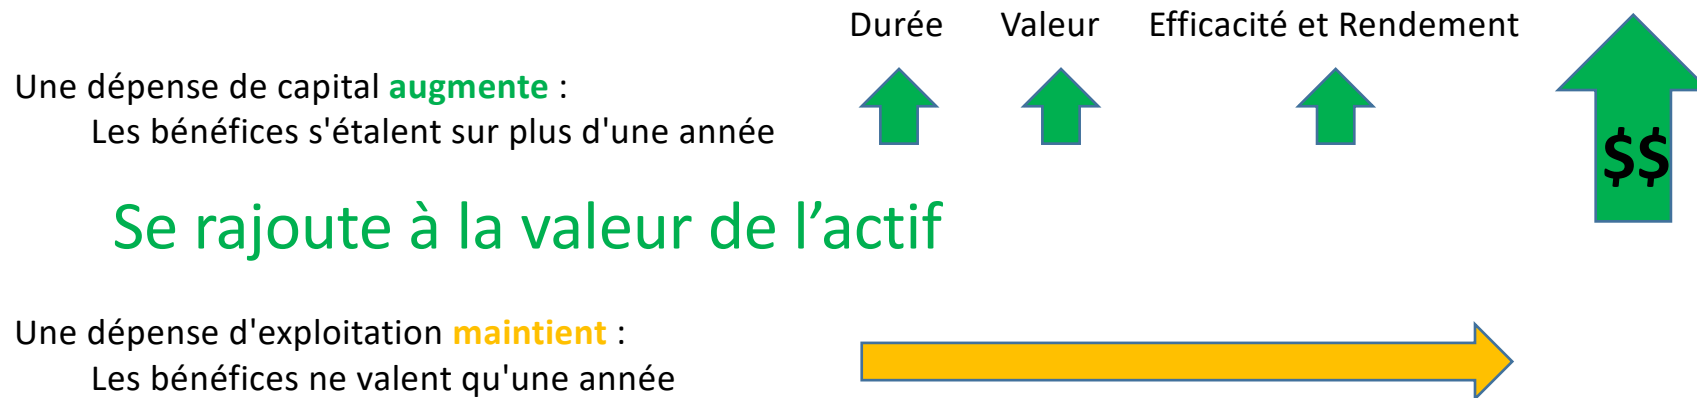 Durée Valeur Efficacité et Rendement
Une dépense de capital augmente :
Les bénéfices s'étalent sur plus d'une année
$$
Se rajoute à la valeur de l’actif
Une dépense d'exploitation maintient :
Les bénéfices ne valent qu'une année